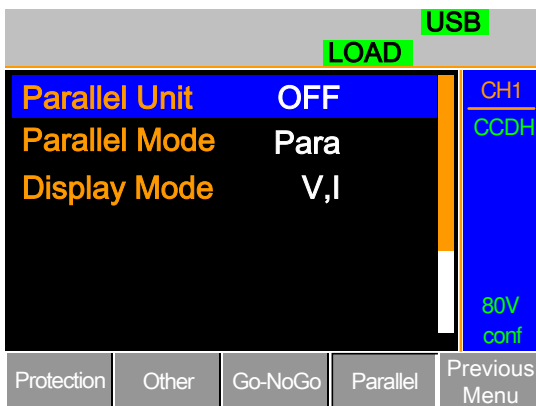 USB
LOAD
Parallel Unit OFF
Parallel Mode Para
Display Mode V,I
CH1
CCDH
80V
conf
Protection Other Go-NoGo Parallel Previous Menu